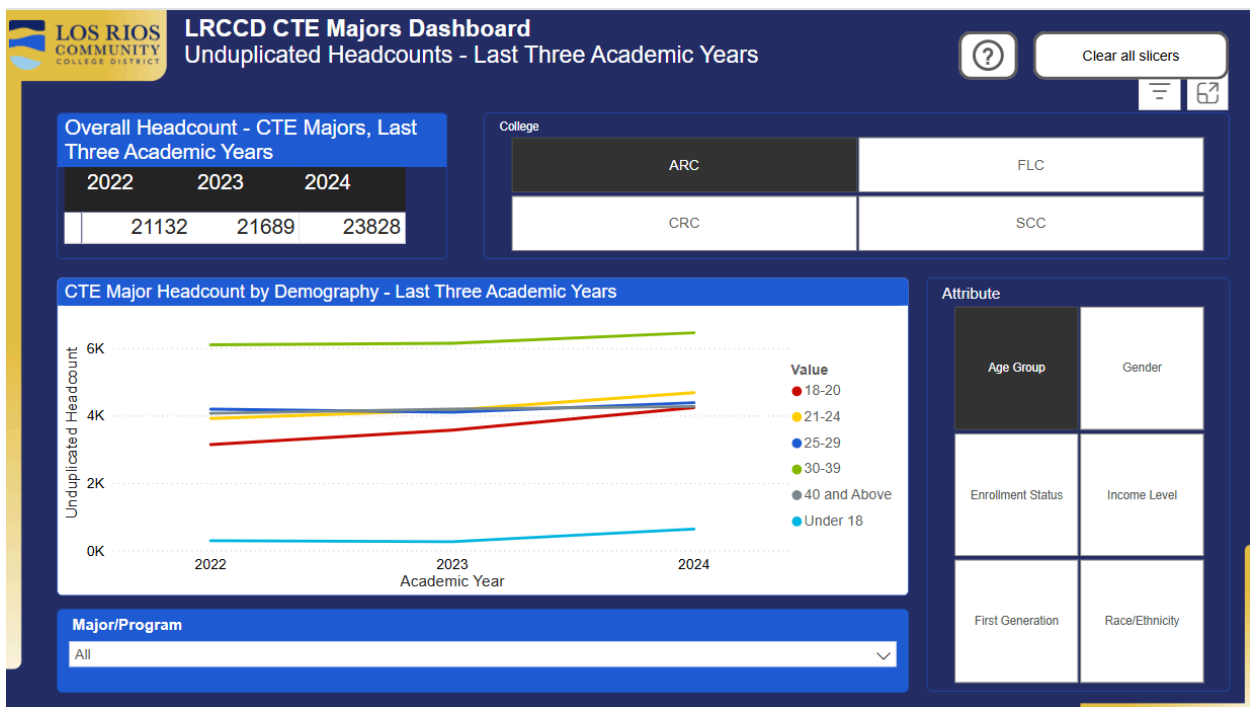 LOS RIOS
COMMUNITY
COLLEGE DISTRICT
LRCCD CTE Majors Dashboard
Unduplicated Headcounts - Last Three Academic Years
?
Clear all slicers
Overall Headcount - CTE Majors, Last
Three Academic Years
2022 2023 2024
21132 21689 23828
College
ARC FLC
CRC SCC
CTE Major Headcount by Demography - Last Three Academic Years
Unduplicated Headcount
6K
4K
2K
0K
2022 2023 2024
Academic Year
Value
18-20
21-24
25-29
30-39
40 and Above
Under 18
Attribute
Age Group Gender
Enrollment Status Income Level
First Generation Race/Ethnicity
Major/Program
All